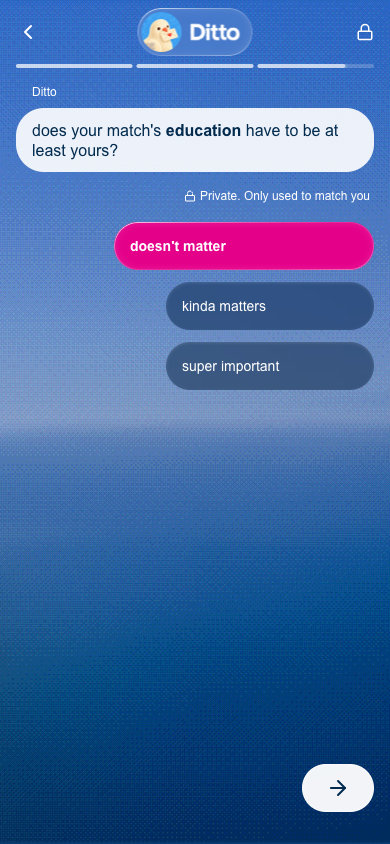 Ditto
Ditto
does your match's education have to be at
least yours?
Private. Only used to match you
doesn't matter
kinda matters
super important